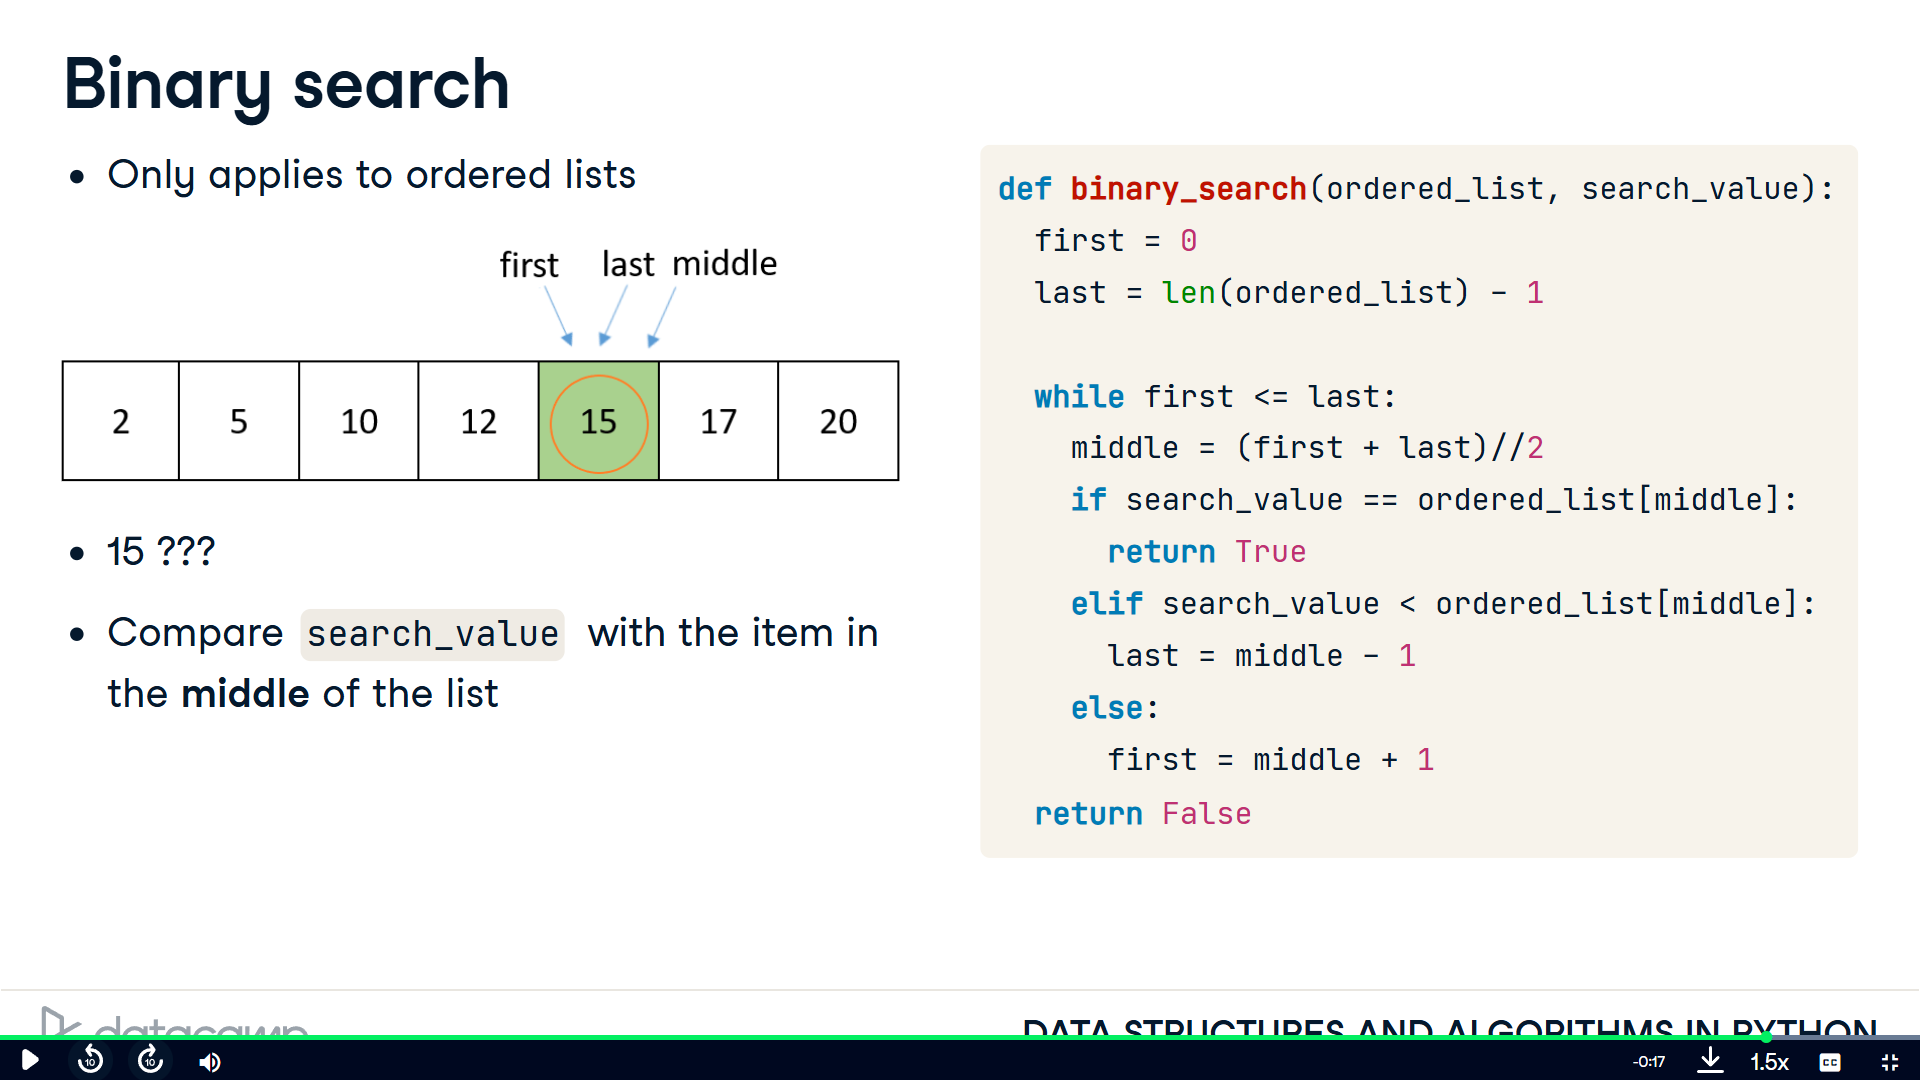 Binary search
• Only applies to ordered lists
first last middle
2 5 10 12 15 17 20
• 15 ???
• Compare search_value with the item in
the middle of the list
def binary_search(ordered_list, search_value):
first = 0
last = len(ordered_list) - 1
while first <= last:
middle = (first + last)//2
if search_value == ordered_list[middle]:
return True
elif search_value < ordered_list[middle]:
last = middle - 1
else:
first = middle + 1
return False
datacamp
DATA STRUCTURES AND ALGORITHMS IN PYTHON
10 10 -0:17 1.5x CC